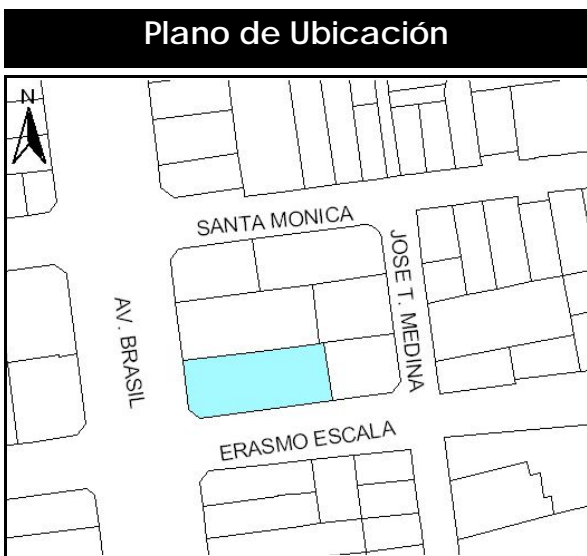 Plano de Ubicación
N
SANTA MONICA
JOSE T. MEDINA
AV. BRASIL
ERASMO ESCALA